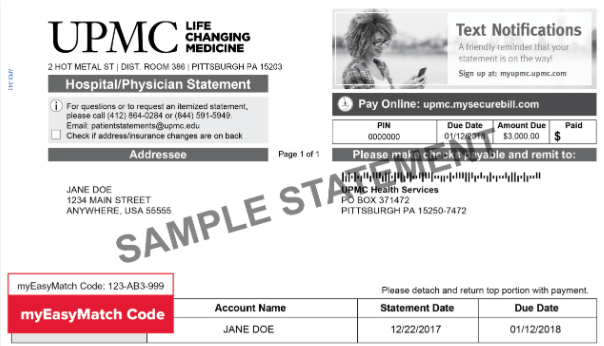 UPMC LIFE CHANGING MEDICINE
2 HOT METAL ST | DIST. ROOM 386 | PITTSBURGH PA 15203
Hospital/Physician Statement
For questions or to request an itemized statement,
please call (412) 864-0284 or (844) 591-5949.
Email: patientstatements@upmc.edu
Check if address/insurance changes are on back
Text Notifications
A friendly reminder that your
statement is on the way!
Sign up at: myupmc.upmc.com
Pay Online: upmc.mysecurebill.com
PIN Due Date Amount Due Paid
0000000 01/12/2018 $3,000.00 $
Addressee
Page 1 of 1
Please make checks payable and remit to:
JANE DOE
1234 MAIN STREET
ANYWHERE, USA 55555
UPMC Health Services
PO BOX 371472
PITTSBURGH PA 15250-7472
SAMPLE STATEMENT
myEasyMatch Code: 123-AB3-999
myEasyMatch Code
Please detach and return top portion with payment.
Account Name Statement Date Due Date
JANE DOE 12/22/2017 01/12/2018